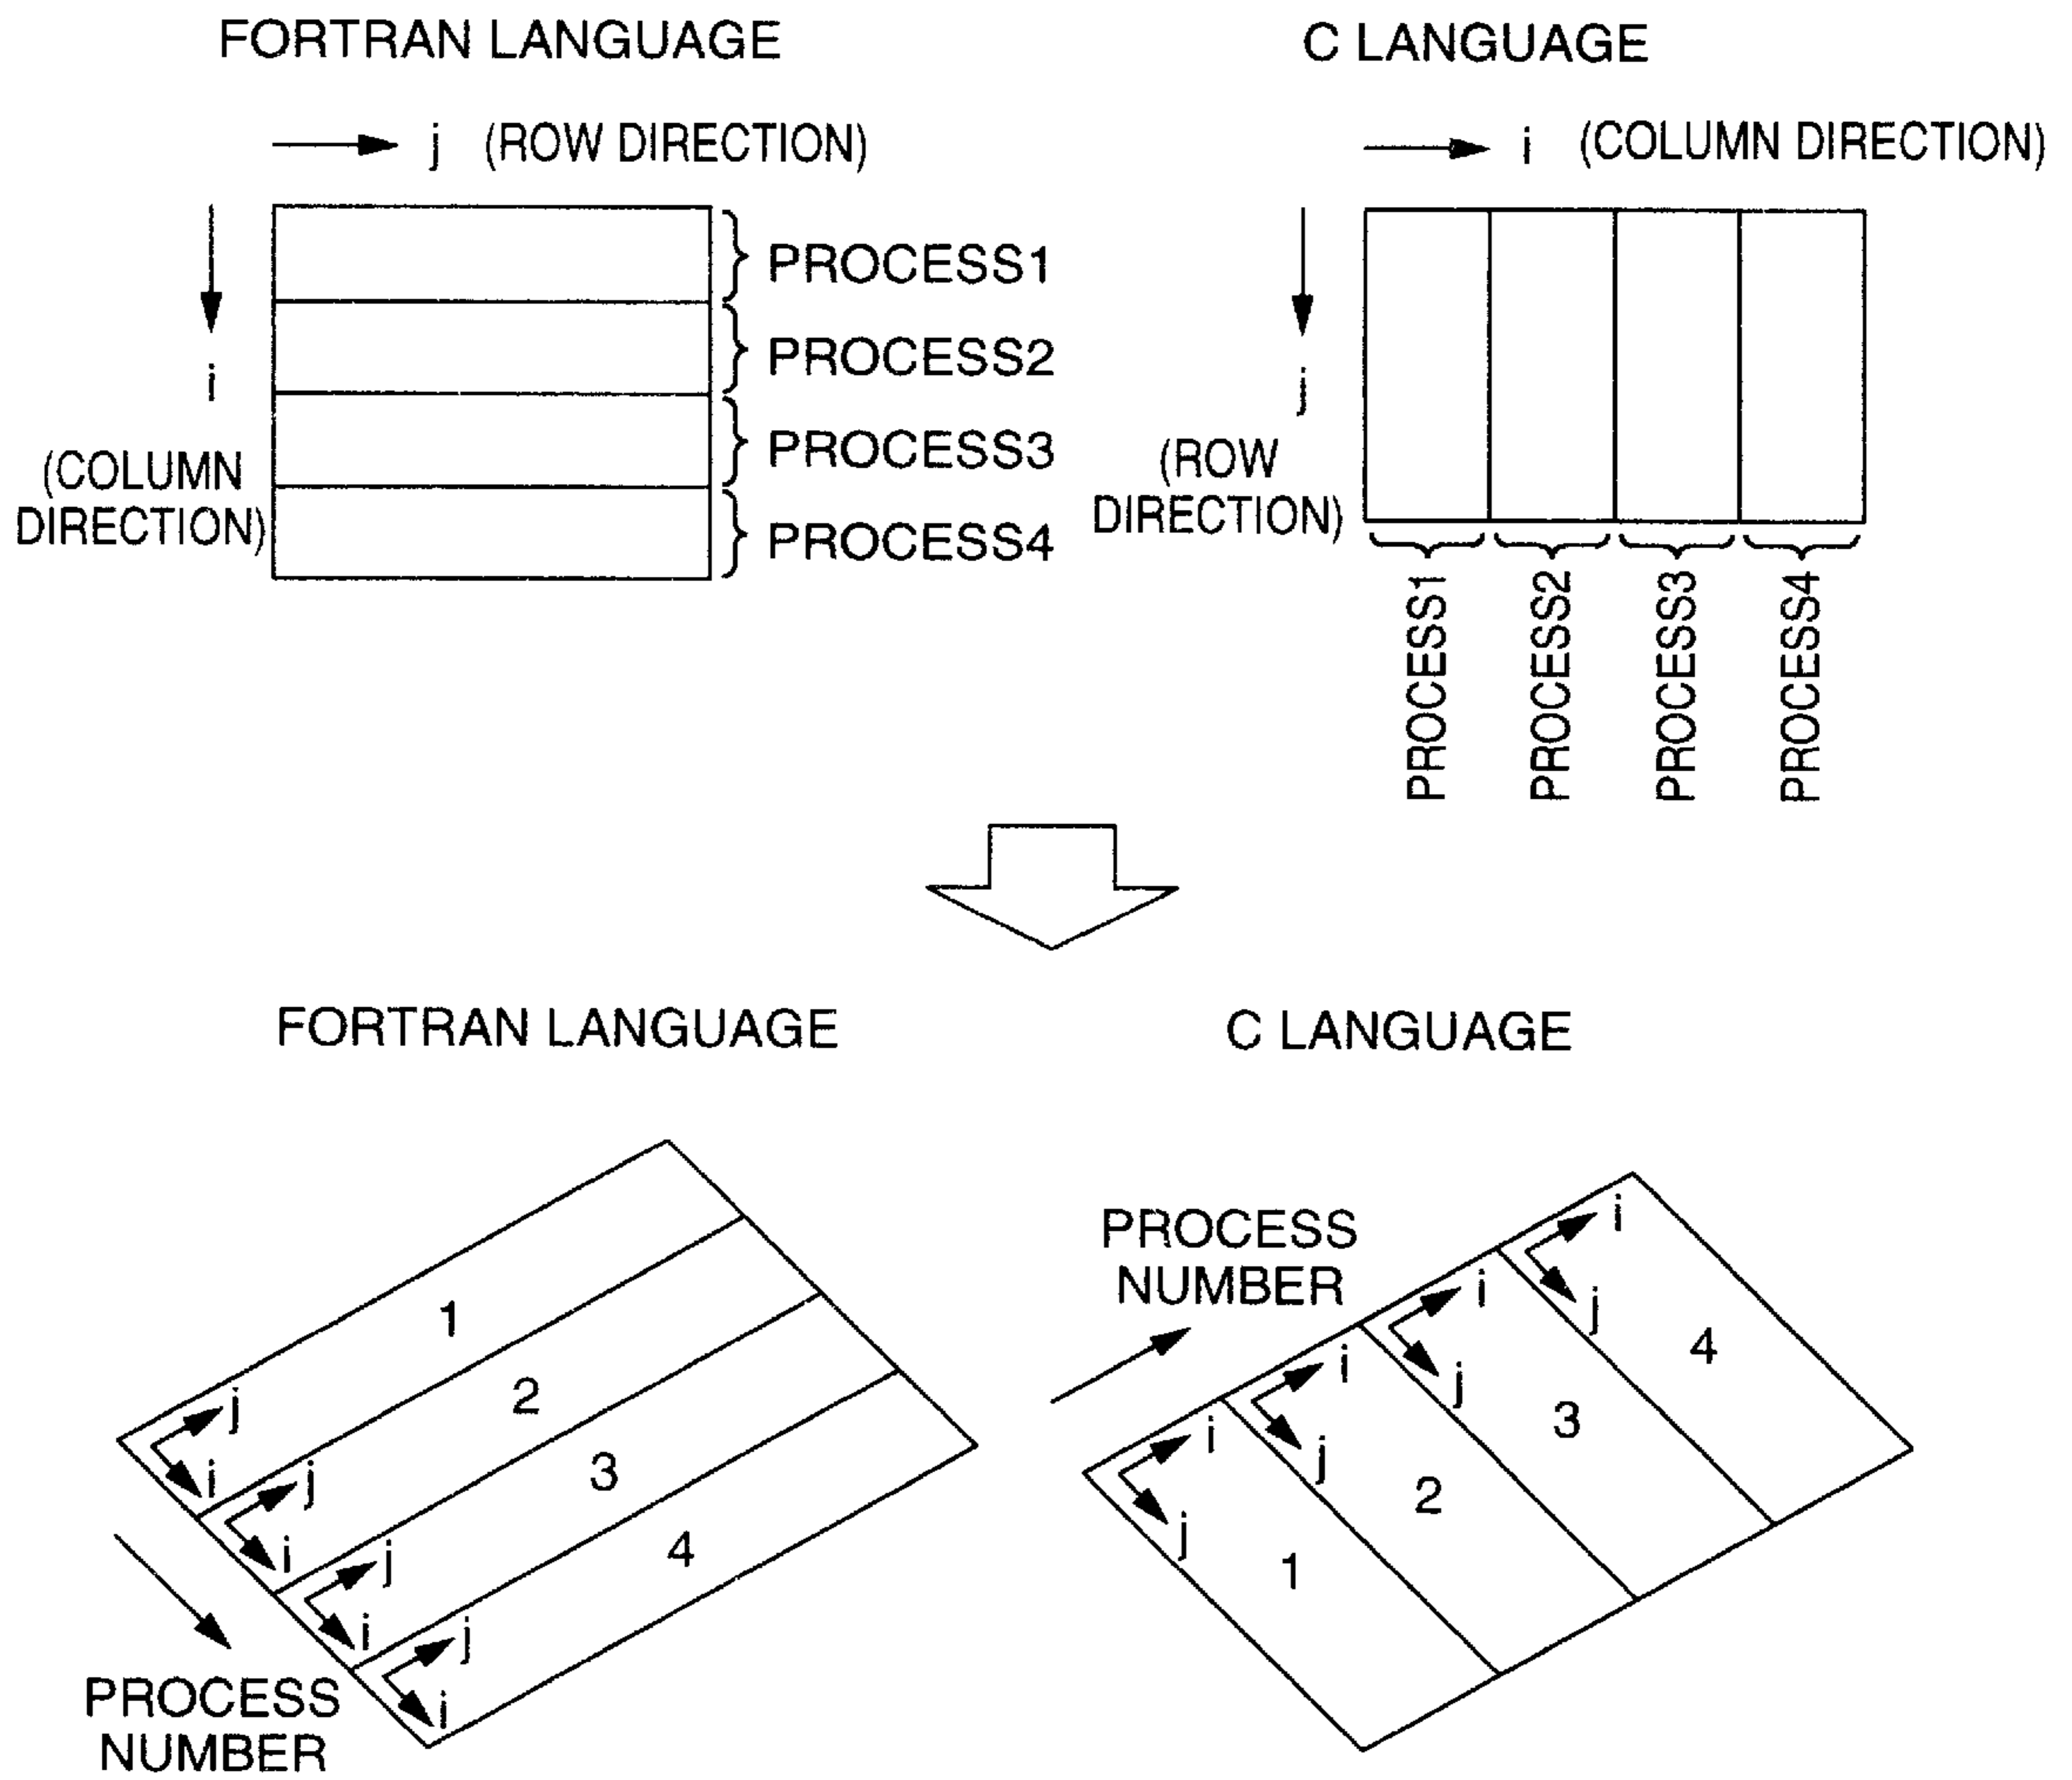 FORTRAN LANGUAGE
j (ROW DIRECTION)
i
(COLUMN
DIRECTION)
PROCESS1
PROCESS2
PROCESS3
PROCESS4
C LANGUAGE
i (COLUMN DIRECTION)
j
(ROW
DIRECTION)
PROCESS1
PROCESS2
PROCESS3
PROCESS4
FORTRAN LANGUAGE
1
2
3
4
j
i
j
i
j
i
j
i
PROCESS
NUMBER
C LANGUAGE
PROCESS
NUMBER
i
j
1
i
j
2
i
j
3
i
j
4